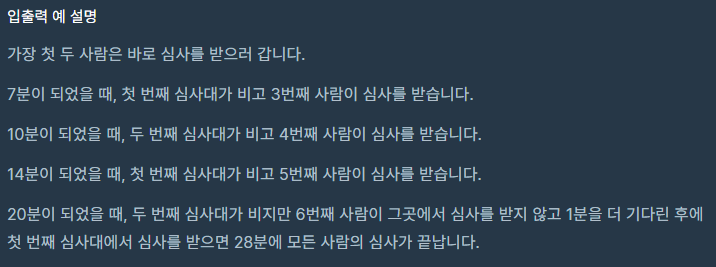 입출력 예 설명
가장 첫 두 사람은 바로 심사를 받으러 갑니다.
7분이 되었을 때, 첫 번째 심사대가 비고 3번째 사람이 심사를 받습니다.
10분이 되었을 때, 두 번째 심사대가 비고 4번째 사람이 심사를 받습니다.
14분이 되었을 때, 첫 번째 심사대가 비고 5번째 사람이 심사를 받습니다.
20분이 되었을 때, 두 번째 심사대가 비지만 6번째 사람이 그곳에서 심사를 받지 않고 1분을 더 기다린 후에
첫 번째 심사대에서 심사를 받으면 28분에 모든 사람의 심사가 끝납니다.